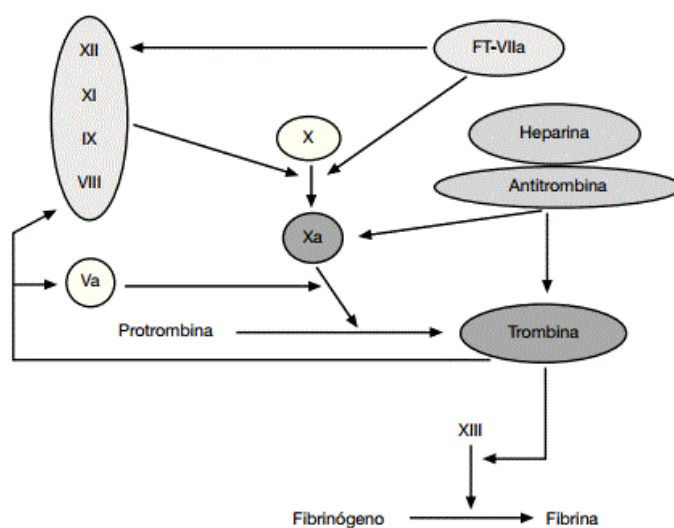 XII
FT-VIIa
XI
IX
VIII
X
Heparina
Antitrombina
Xa
Va
Protrombina
Trombina
XIII
Fibrinógeno
Fibrina